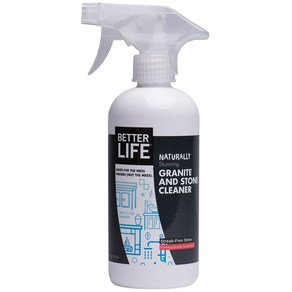 BETTER
LIFE
NATURALLY
Stunning
GRANITE
AND STONE
CLEANER
Streak-Free Shine